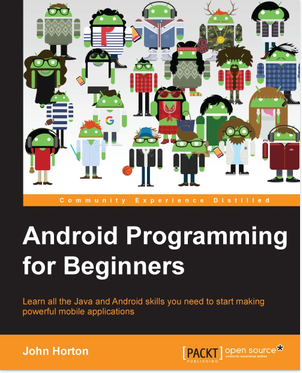 Community Experience Distilled
Android Programming
for Beginners
Learn all the Java and Android skills you need to start making
powerful mobile applications
John Horton
[PACKT] open source*
PUBLISHING